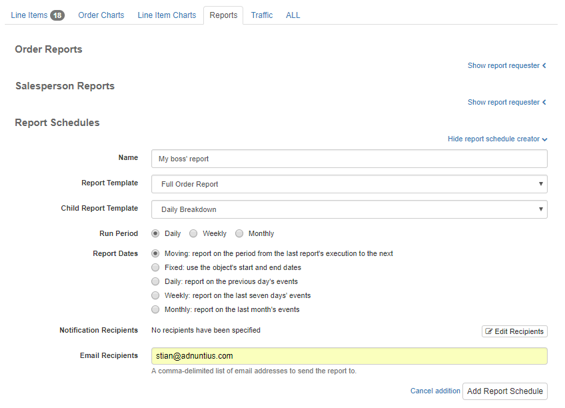 Line Items 18 Order Charts Line Item Charts Reports Traffic ALL
Order Reports
Show report requester
Salesperson Reports
Show report requester
Report Schedules
Hide report schedule creator
Name My boss' report
Report Template Full Order Report
Child Report Template Daily Breakdown
Run Period Daily Weekly Monthly
Report Dates Moving: report on the period from the last report's execution to the next
Fixed: use the object's start and end dates
Daily: report on the previous day's events
Weekly: report on the last seven days' events
Monthly: report on the last month's events
Notification Recipients No recipients have been specified Edit Recipients
Email Recipients stian@adnuntius.com
A comma-delimited list of email addresses to send the report to.
Cancel addition Add Report Schedule